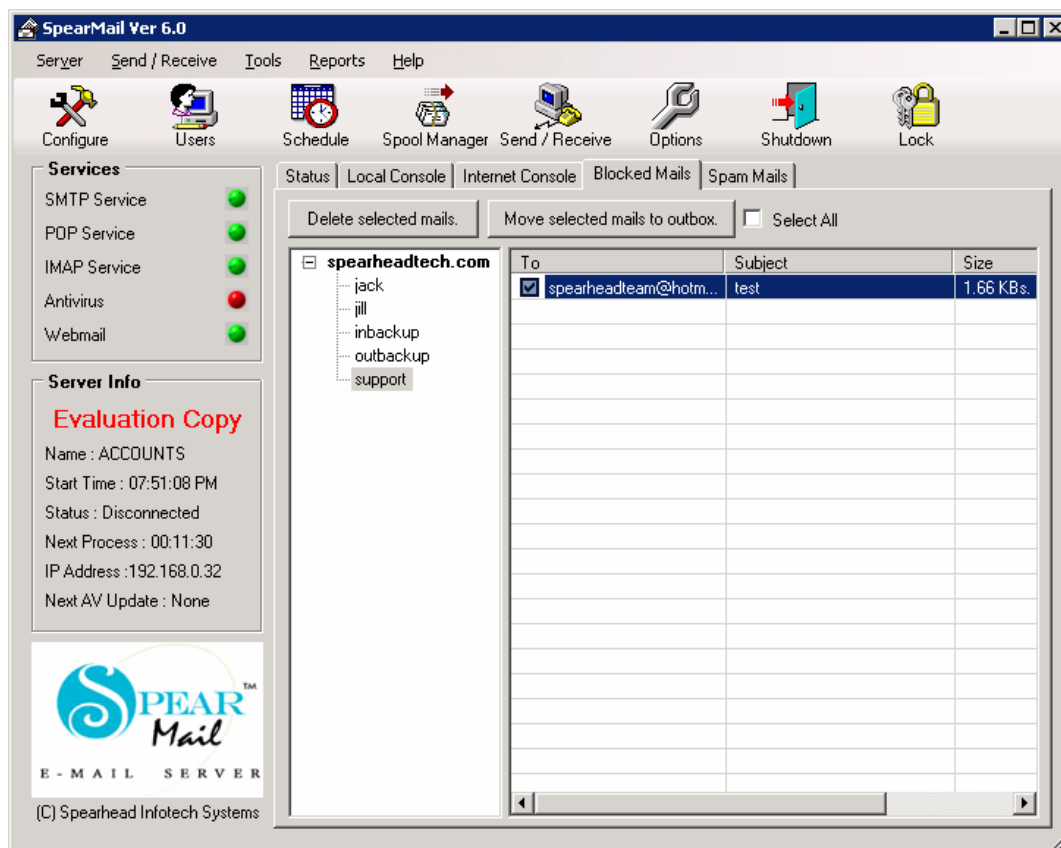 SpearMail Ver 6.0
Server Send / Receive Tools Reports Help
Configure Users Schedule Spool Manager Send / Receive Options Shutdown Lock
Services
SMTP Service
POP Service
IMAP Service
Antivirus
Webmail
Server Info
Evaluation Copy
Name : ACCOUNTS
Start Time : 07:51:08 PM
Status : Disconnected
Next Process : 00:11:30
IP Address :192.168.0.32
Next AV Update : None
SPEAR TM
Mail
E-MAIL SERVER
(C) Spearhead Infotech Systems
Status Local Console Internet Console Blocked Mails Spam Mails
Delete selected mails. Move selected mails to outbox. Select All
spearheadtech.com
jack
jill
inbackup
outbackup
support
To Subject Size
spearheadteam@hotm... test 1.66 KBs.